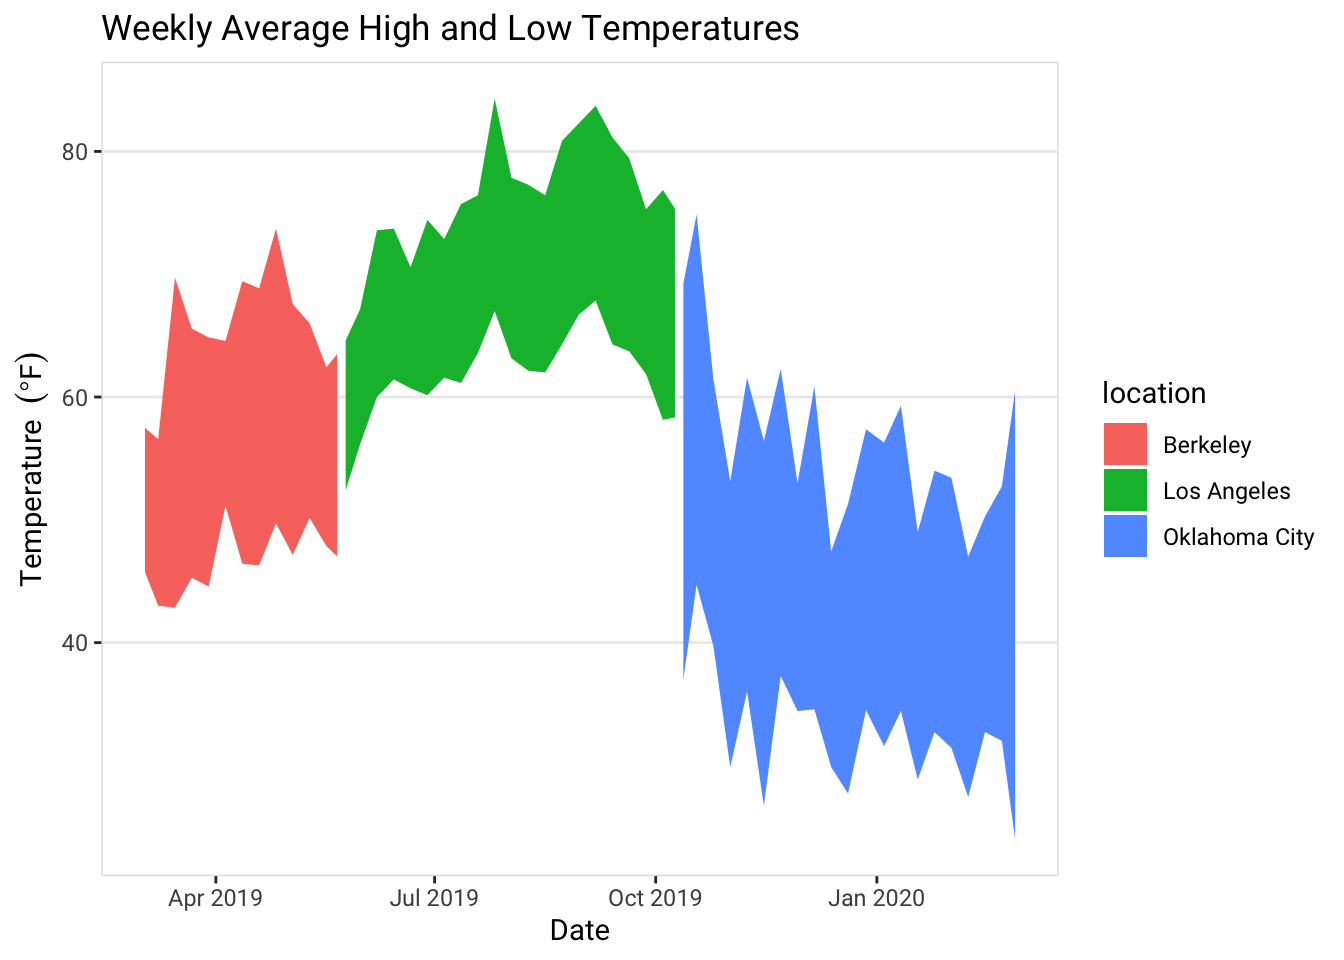 Weekly Average High and Low Temperatures
80
60
40
Temperature (°F)
Apr 2019
Jul 2019
Oct 2019
Jan 2020
Date
location
Berkeley
Los Angeles
Oklahoma City